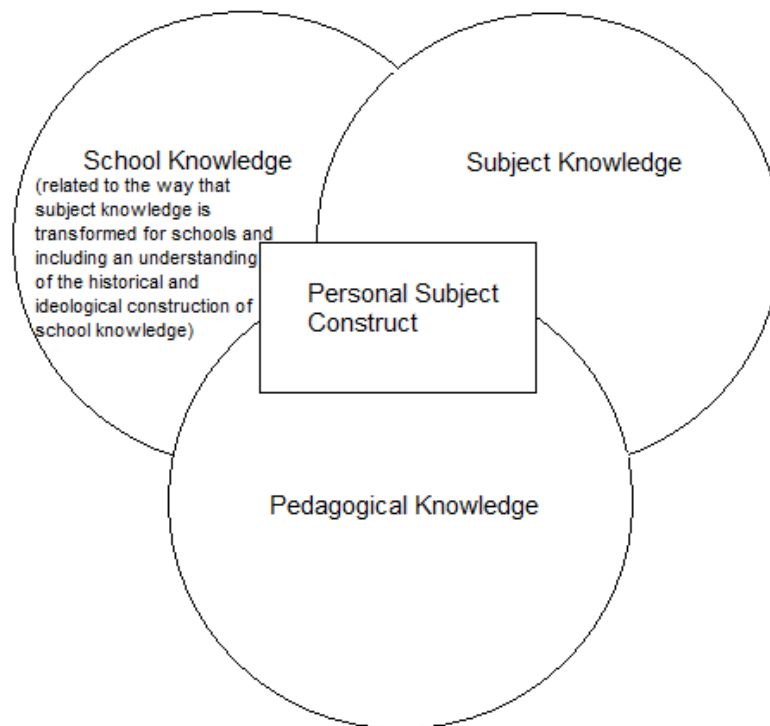 School Knowledge
(related to the way that
subject knowledge is
transformed for schools and
including an understanding
of the historical and
ideological construction of
school knowledge)
Subject Knowledge
Personal Subject
Construct
Pedagogical Knowledge